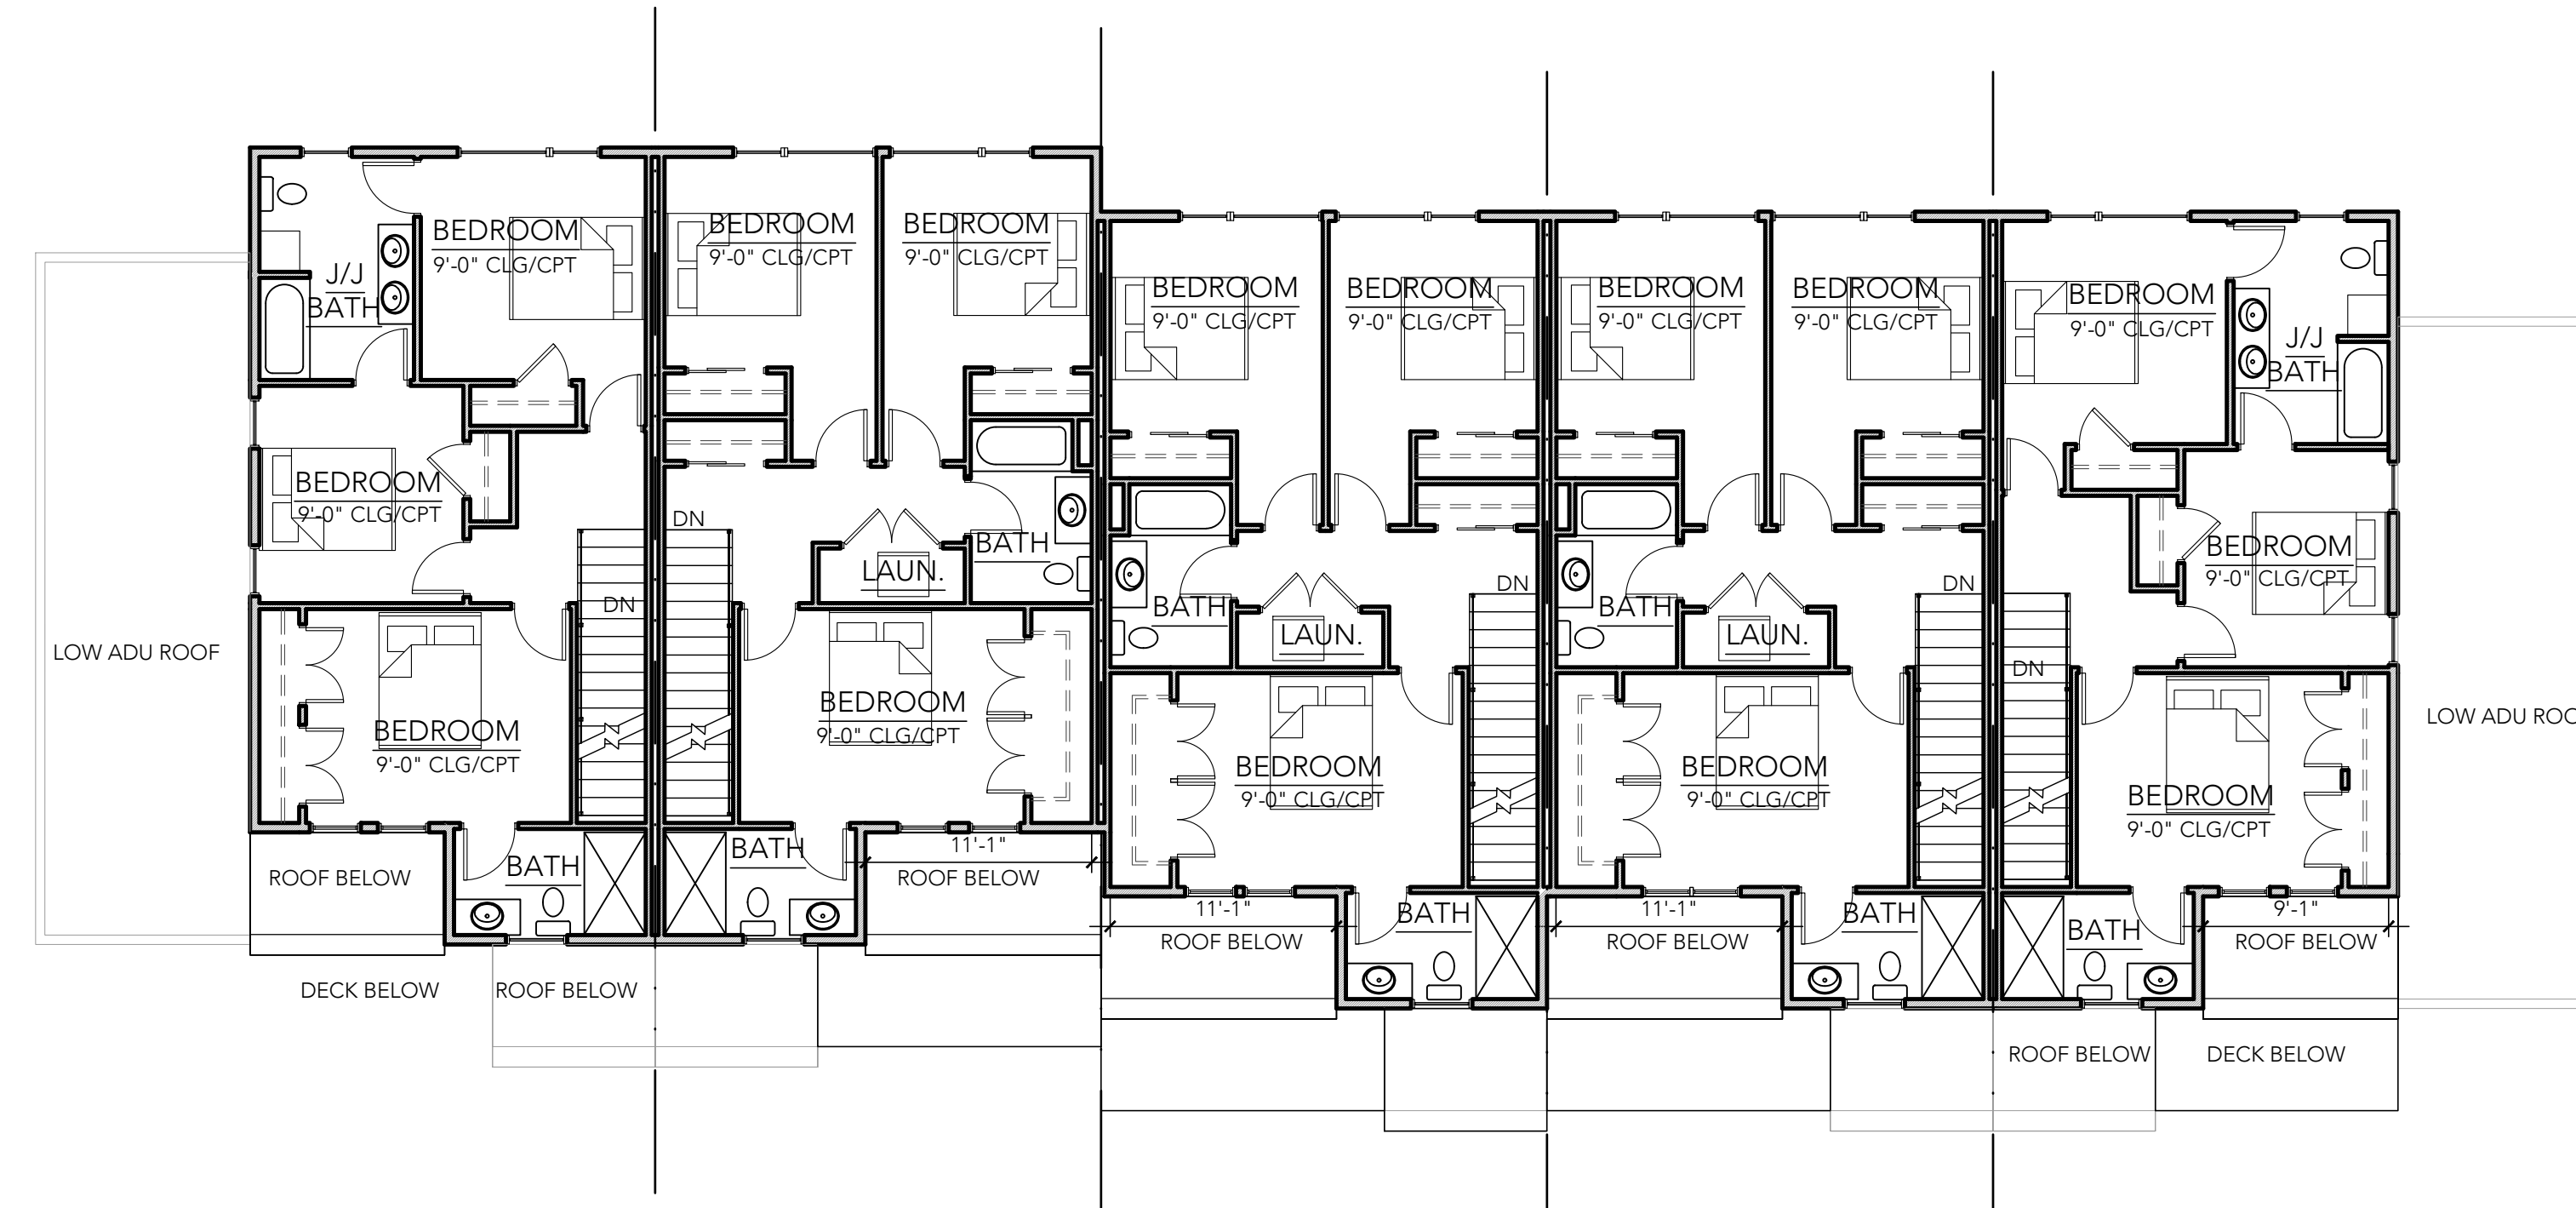 BEDROOM
9'-0" CLG/CPT
BEDROOM
9'-0" CLG/CPT
BEDROOM
9'-0" CLG/CPT
J/J
BATH
BEDROOM
9'-0" CLG/CPT
BEDROOM
9'-0" CLG/CPT
BEDROOM
9'-0" CLG/CPT
BEDROOM
9'-0" CLG/CPT
BEDROOM
9'-0" CLG/CPT
J/J
BATH
BEDROOM
9'-0" CLG/CPT
DN
BATH
LAUN.
DN
BATH
LAUN.
DN
BATH
LAUN.
DN
BEDROOM
9'-0" CLG/CPT
DN
LOW ADU ROOF
BEDROOM
9'-0" CLG/CPT
BEDROOM
9'-0" CLG/CPT
BEDROOM
9'-0" CLG/CPT
BEDROOM
9'-0" CLG/CPT
BEDROOM
9'-0" CLG/CPT
LOW ADU ROO
ROOF BELOW
BATH
BATH
11'-1"
ROOF BELOW
11'-1"
ROOF BELOW
BATH
11'-1"
ROOF BELOW
BATH
BATH
9'-1"
ROOF BELOW
DECK BELOW
ROOF BELOW
ROOF BELOW
DECK BELOW